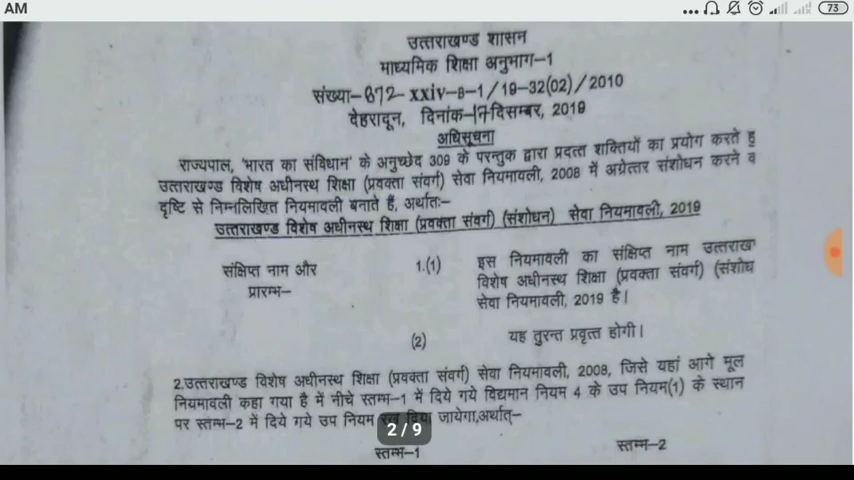 AM
73
उत्तराखण्ड शासन
माध्यमिक शिक्षा अनुभाग-1
संख्या-672-xxiv-B-1/19-32(02)/2010
देहरादून, दिनांक-17 दिसम्बर, 2019
अधिसूचना
राज्यपाल, 'भारत का संविधान' के अनुच्छेद 309 के परन्तुक द्वारा प्रदत्त शक्तियों का प्रयोग करते
उत्तराखण्ड विशेष अधीनस्थ शिक्षा (प्रवक्ता संवर्ग) सेवा नियमावली, 2008 में अग्रेत्तर संशोधन करने
दृष्टि से निम्नलिखित नियमावली बनाते हैं, अर्थातः-
उत्तराखण्ड विशेष अधीनस्थ शिक्षा (प्रवक्ता संवर्ग) (संशोधन) सेवा नियमावली, 2019
संक्षिप्त नाम और 1.(1) इस नियमावली का संक्षिप्त नाम उत्तराख
प्रारम्भ- विशेष अधीनस्थ शिक्षा (प्रवक्ता संवर्ग) (संशोध
सेवा नियमावली, 2019 है।
(2) यह तुरन्त प्रवृत्त होगी।
2.उत्तराखण्ड विशेष अधीनस्थ शिक्षा (प्रवक्ता संवर्ग) सेवा नियमावली, 2008, जिसे यहां आगे मूल
नियमावली कहा गया है में नीचे स्तम्भ-1 में दिये गये विद्यमान नियम 4 के उप नियम(1) के स्थान
पर स्तम्भ-2 में दिये गये उप नियम रख दिया जायेगा,अर्थात्-
2/9
स्तम्भ-1 स्तम्भ-2